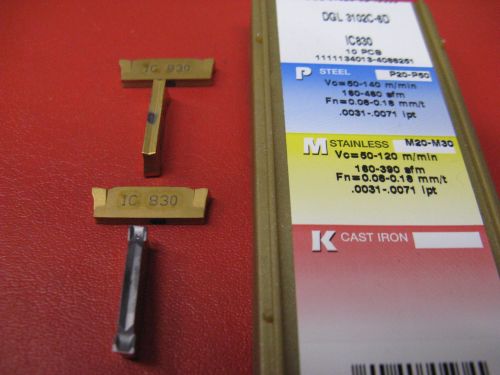 DGL 3102C-6D
IC830
10 PCS
1111134013-4086251
P STEEL P20-P50
Vc=50-140 m/min
160-460 sfm
Fn=0.08-0.18 mm/t
.0031-.0071 ipt
M STAINLESS M20-M30
Vc=50-120 m/min
160-390 sfm
Fn=0.08-0.18 mm/t
.0031-.0071 ipt
K CAST IRON
IC 830
IC 830